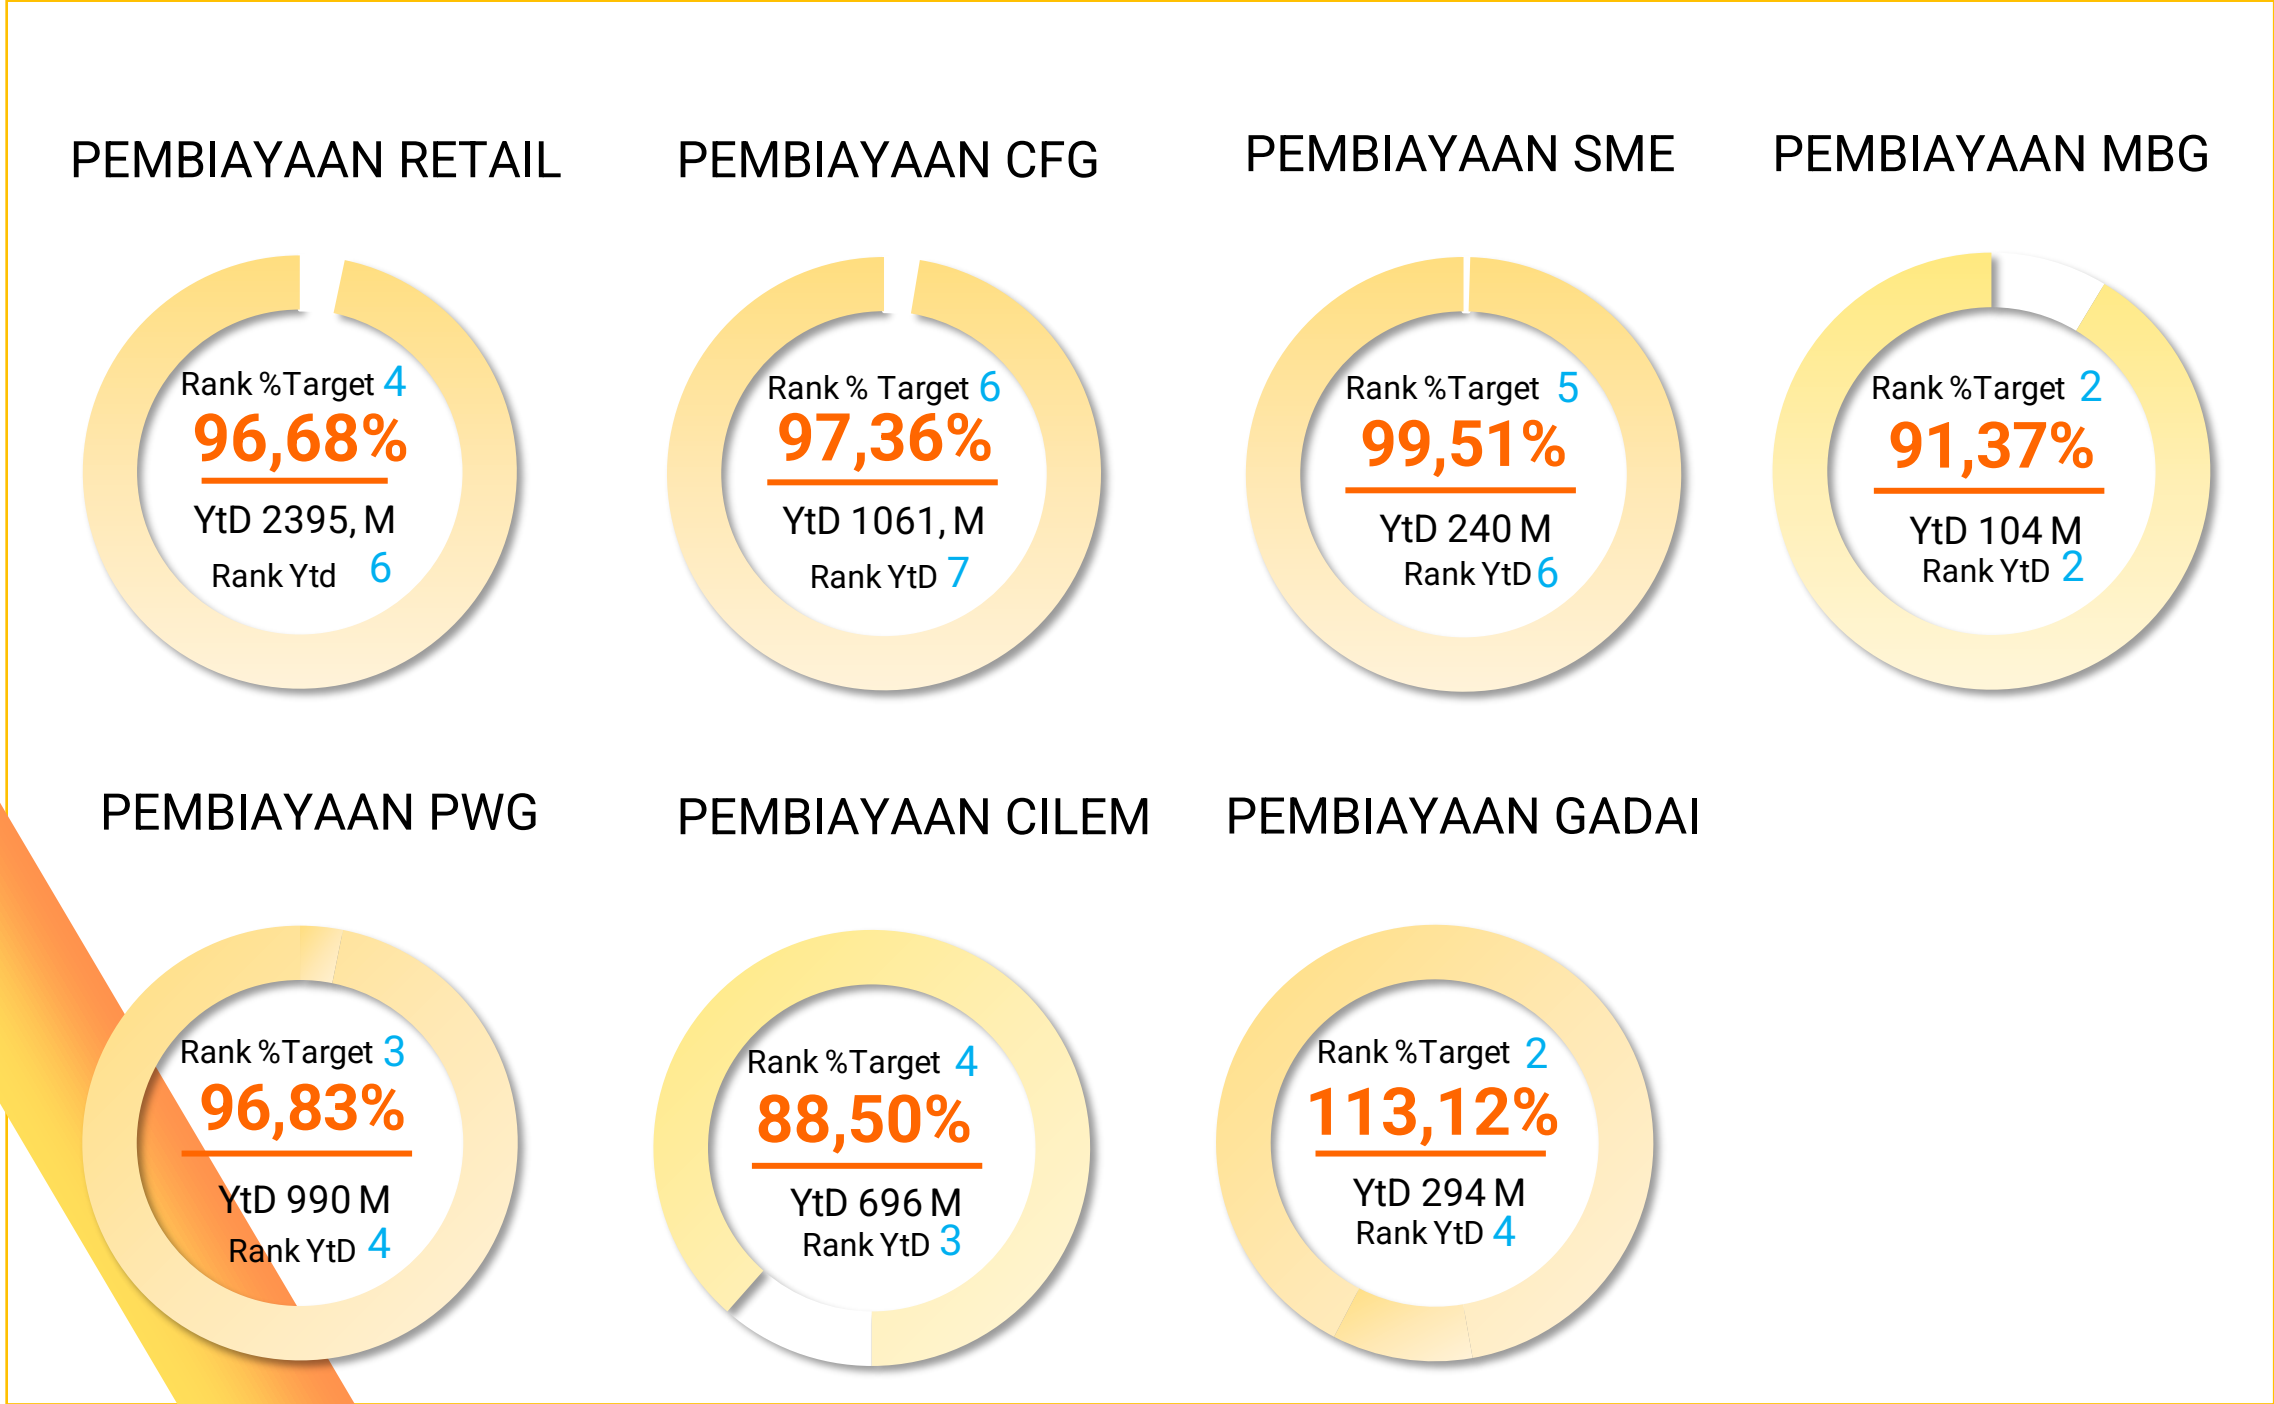 PEMBIAYAAN RETAIL
Rank %Target 4
96,68%
YtD 2395, M
Rank Ytd 6
PEMBIAYAAN CFG
Rank % Target 6
97,36%
YtD 1061, M
Rank YtD 7
PEMBIAYAAN SME
Rank %Target 5
99,51%
YtD 240 M
Rank YtD 6
PEMBIAYAAN MBG
Rank %Target 2
91,37%
YtD 104 M
Rank YtD 2
PEMBIAYAAN PWG
Rank %Target 3
96,83%
YtD 990 M
Rank YtD 4
PEMBIAYAAN CILEM
Rank %Target 4
88,50%
YtD 696 M
Rank YtD 3
PEMBIAYAAN GADAI
Rank %Target 2
113,12%
YtD 294 M
Rank YtD 4